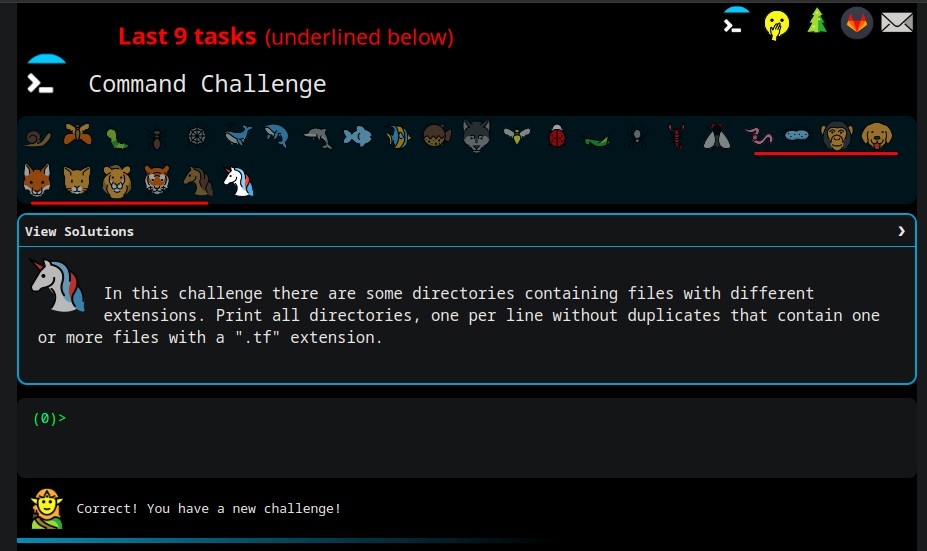 Last 9 tasks (underlined below)
Command Challenge
View Solutions
In this challenge there are some directories containing files with different
extensions. Print all directories, one per line without duplicates that contain one
or more files with a ".tf" extension.
(0)>
Correct! You have a new challenge!